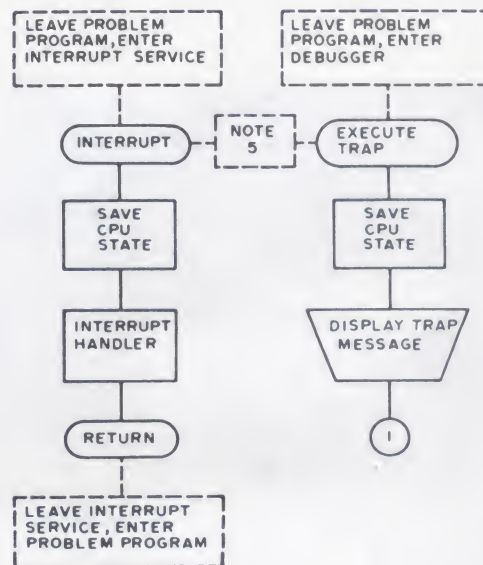 LEAVE PROBLEM
PROGRAM, ENTER
INTERRUPT SERVICE
INTERRUPT
SAVE
CPU
STATE
INTERRUPT
HANDLER
RETURN
LEAVE INTERRUPT
SERVICE, ENTER
PROBLEM PROGRAM
NOTE
5
LEAVE PROBLEM
PROGRAM, ENTER
DEBUGGER
EXECUTE
TRAP
SAVE
CPU
STATE
DISPLAY TRAP
MESSAGE
1